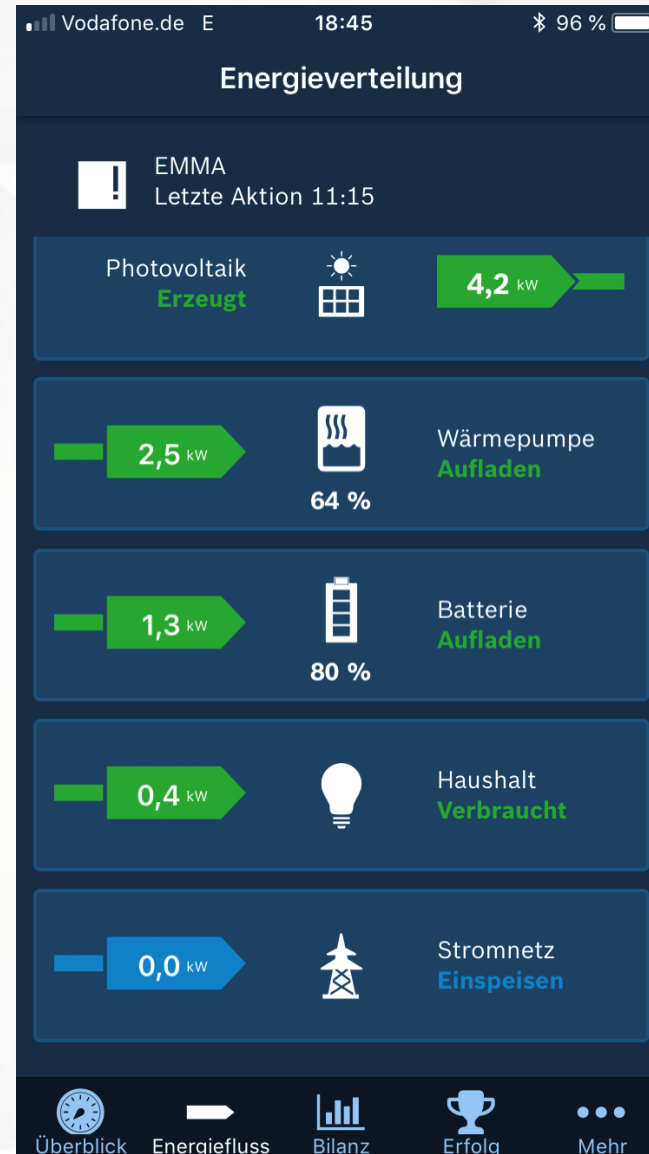 Vodafone.de E 18:45 96 %
Energieverteilung
EMMA
Letzte Aktion 11:15
Photovoltaik
Erzeugt
4,2 kW
2,5 kW
64 %
Wärmepumpe
Aufladen
1,3 kW
80 %
Batterie
Aufladen
0,4 kW
Haushalt
Verbraucht
0,0 kW
Stromnetz
Einspeisen
Überblick Energiefluss Bilanz Erfolg Mehr